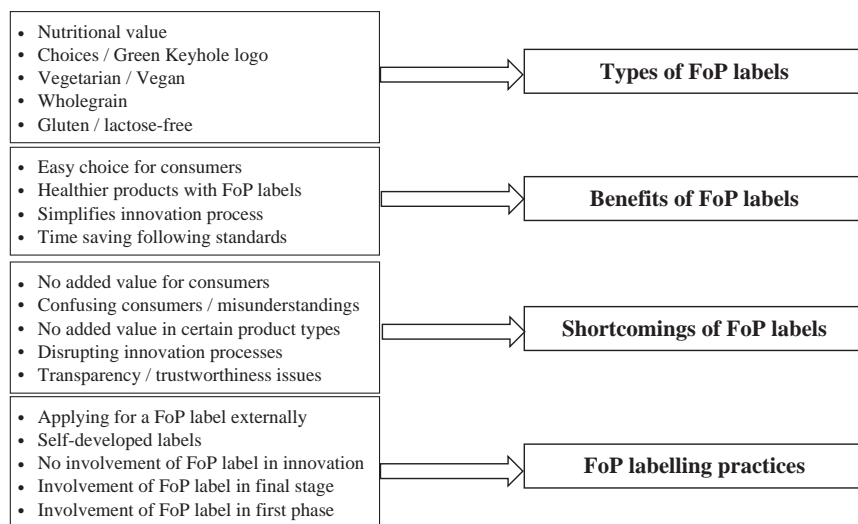 • Nutritional value
• Choices / Green Keyhole logo
• Vegetarian / Vegan
• Wholegrain
• Gluten / lactose-free
Types of FoP labels
• Easy choice for consumers
• Healthier products with FoP labels
• Simplifies innovation process
• Time saving following standards
Benefits of FoP labels
• No added value for consumers
• Confusing consumers / misunderstandings
• No added value in certain product types
• Disrupting innovation processes
• Transparency / trustworthiness issues
Shortcomings of FoP labels
• Applying for a FoP label externally
• Self-developed labels
• No involvement of FoP label in innovation
• Involvement of FoP label in final stage
• Involvement of FoP label in first phase
FoP labelling practices